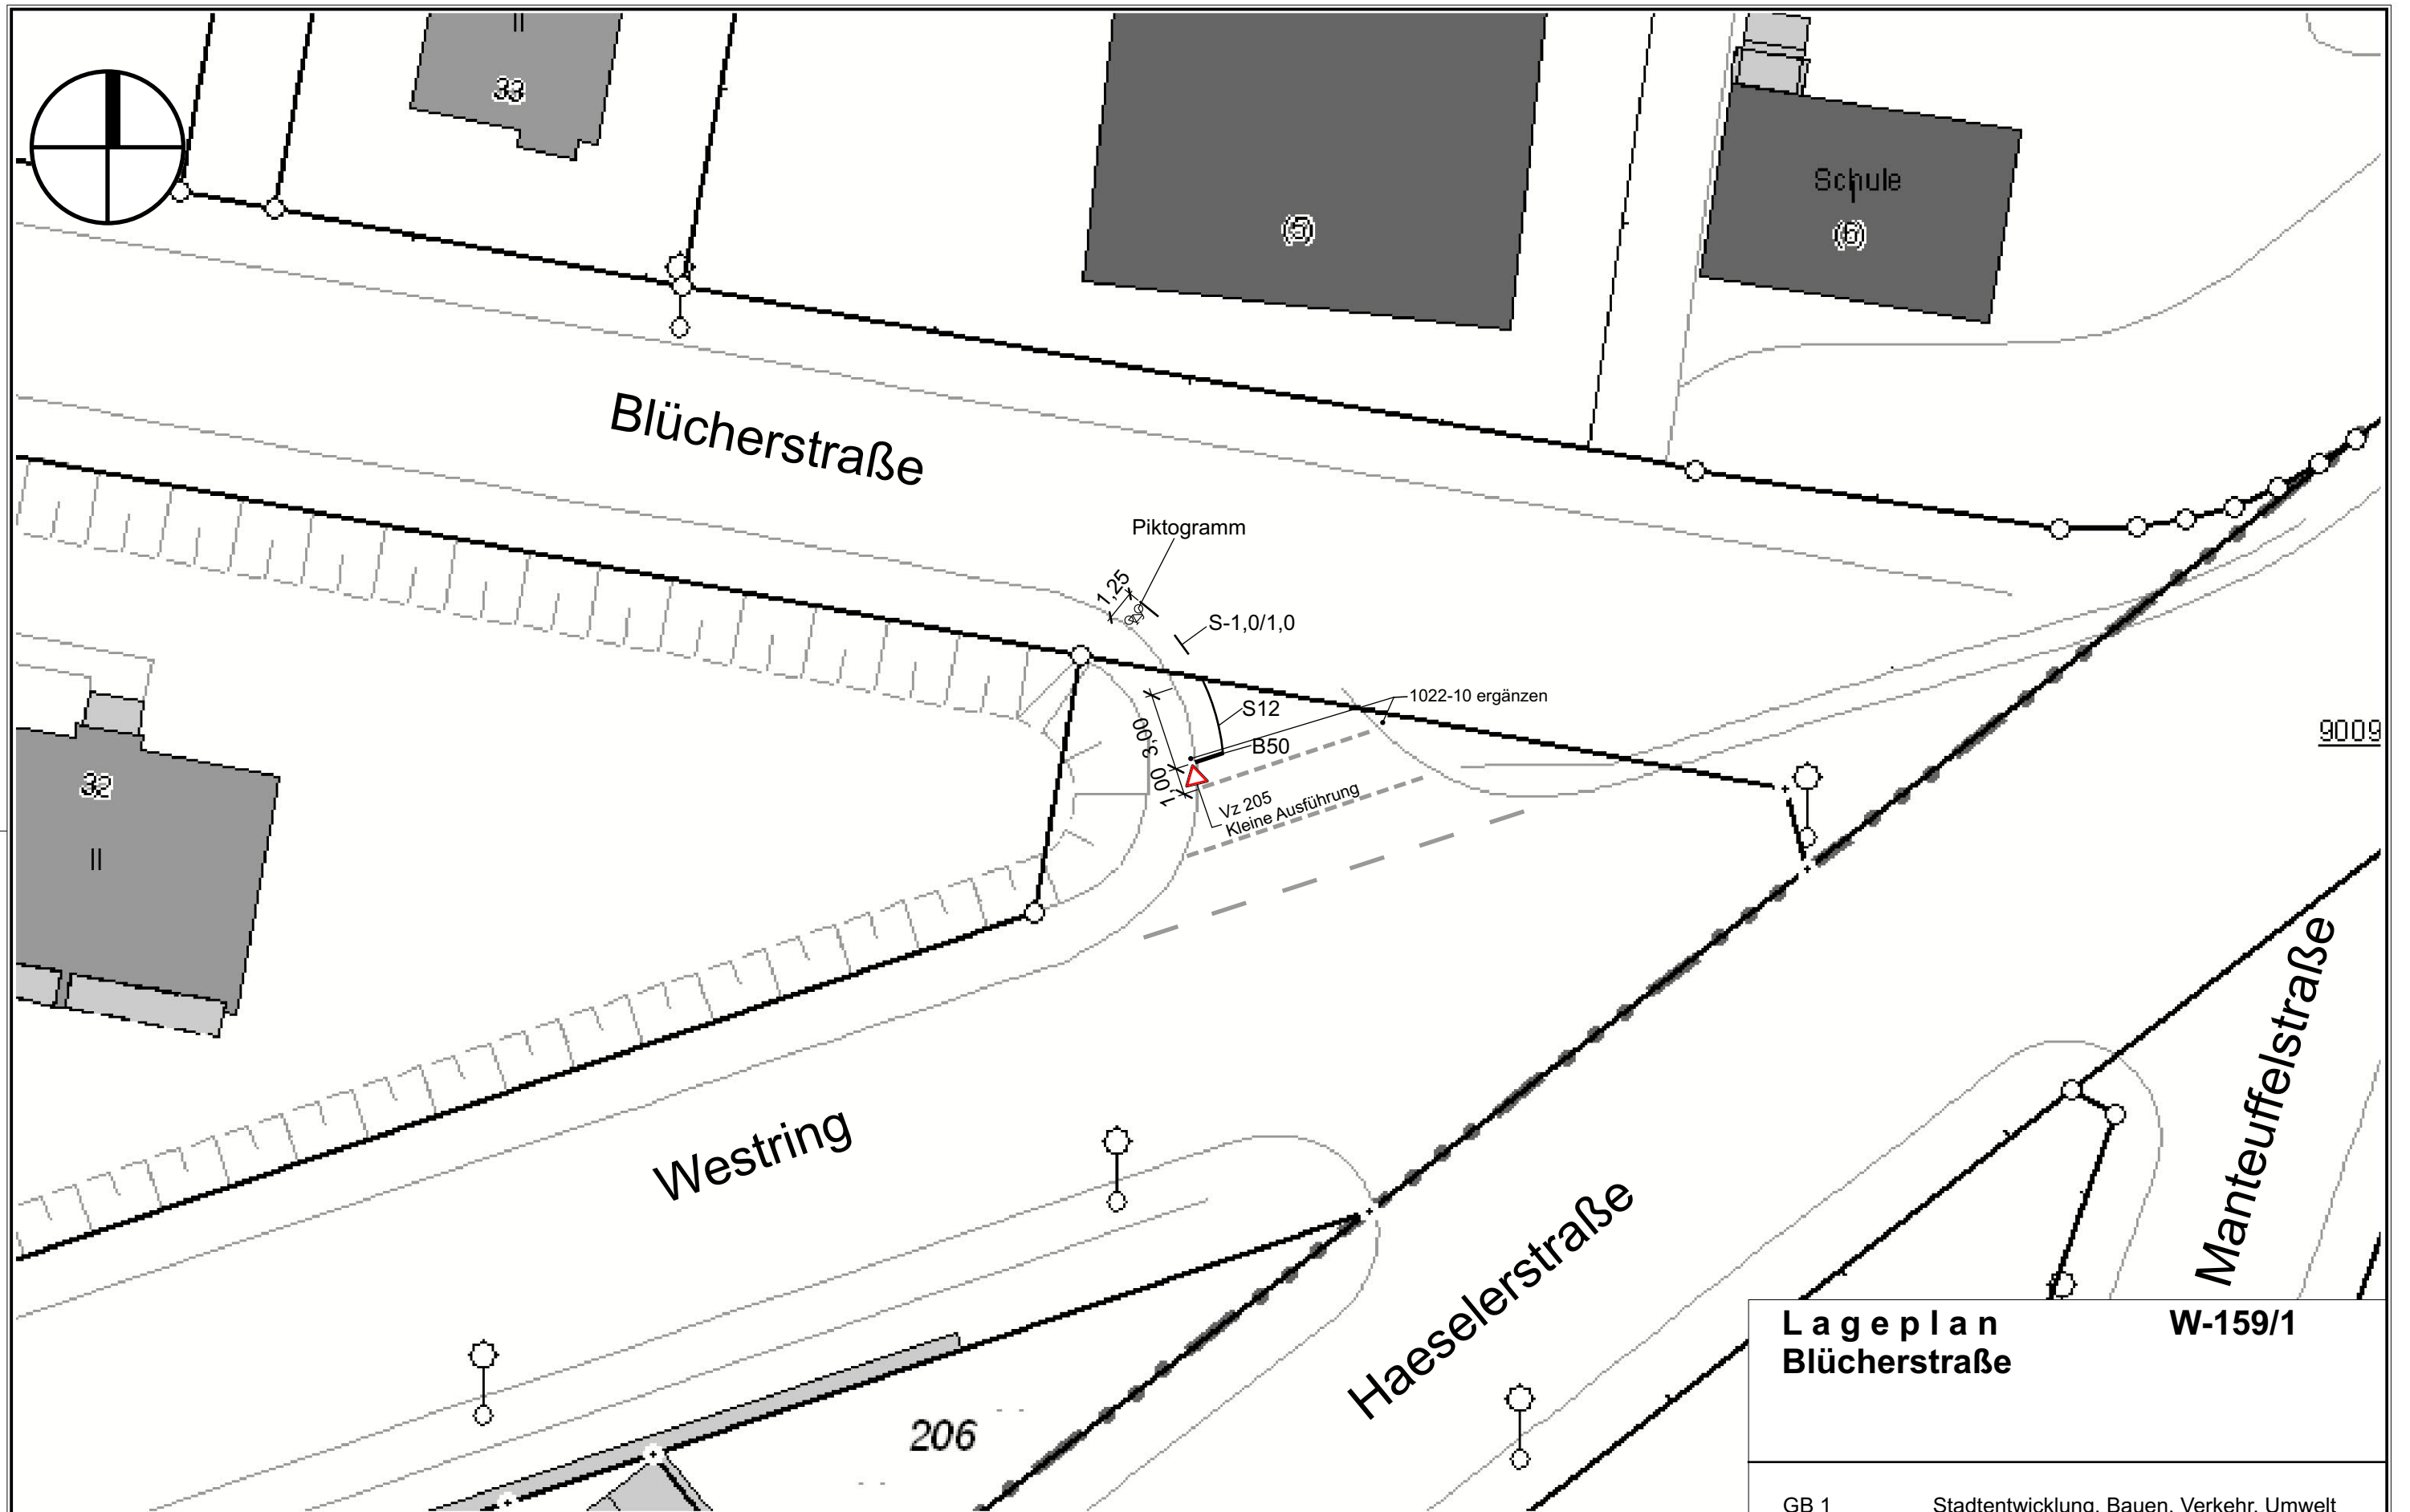 II
33
Schule
(5)
(6)
Blücherstraße
Piktogramm
1,25
S-1,0/1,0
1022-10 ergänzen
S12
3,00
B50
9009
1,00
Vz 205
Kleine Ausführung
32
II
Westring
Manteuffelstraße
Haeselerstraße
206
Lageplan W-159/1
Blücherstraße
GB 1 Stadtentwicklung, Bauen, Verkehr, Umwelt